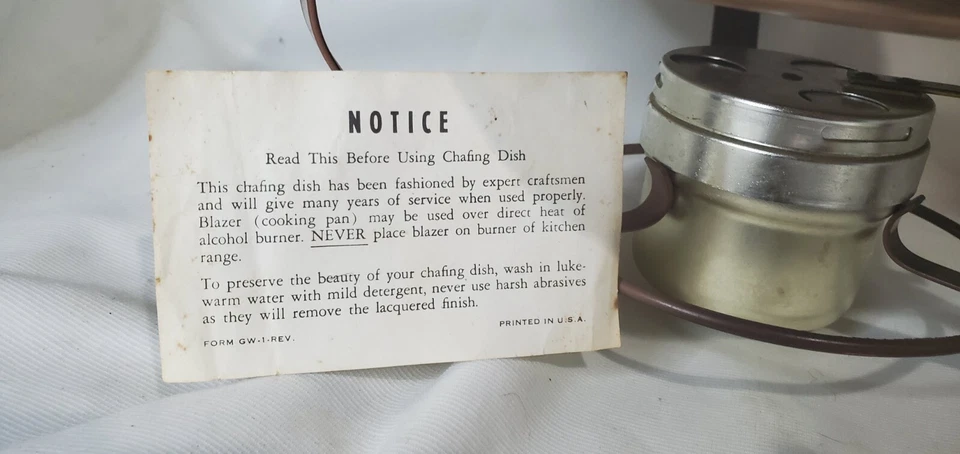 NOTICE
Read This Before Using Chafing Dish
This chafing dish has been fashioned by expert craftsmen
and will give many years of service when used properly.
Blazer (cooking pan) may be used over direct heat of
alcohol burner. NEVER place blazer on burner of kitchen
range.
To preserve the beauty of your chafing dish, wash in luke-
warm water with mild detergent, never use harsh abrasives
as they will remove the lacquered finish.
PRINTED IN U.S.A.
FORM GW-1-REV.